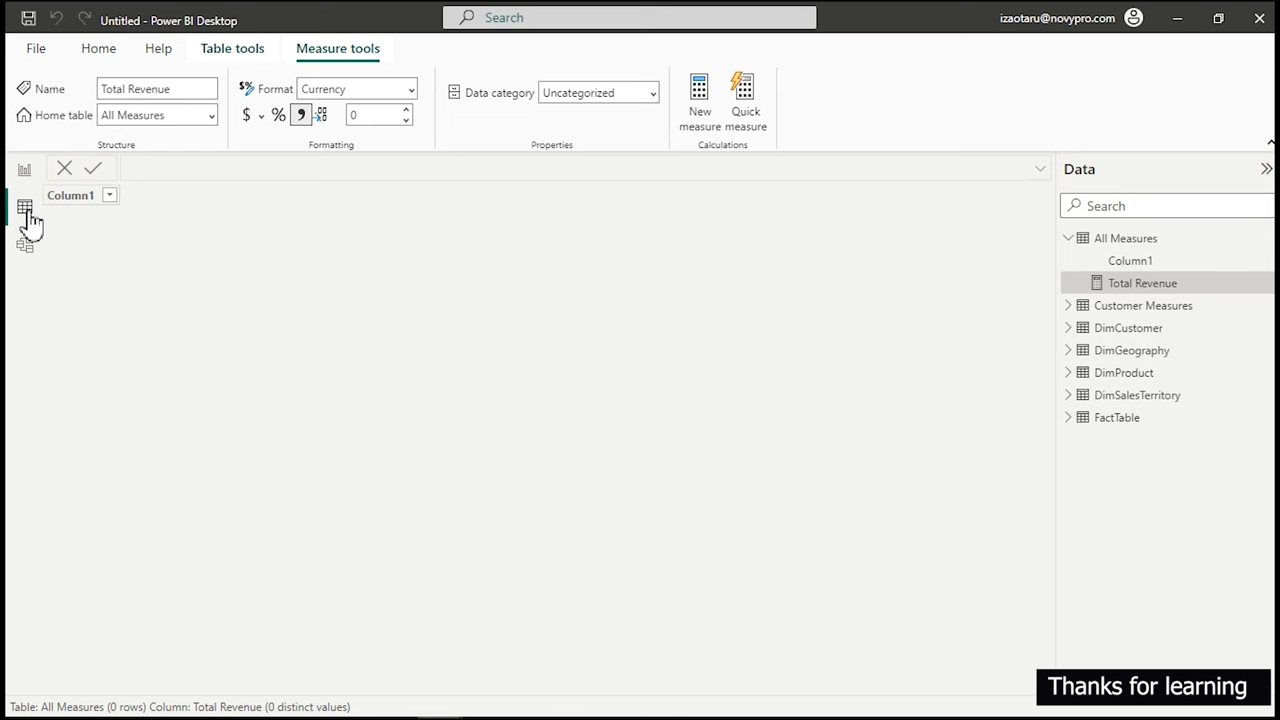 Untitled - Power BI Desktop
Search
izaotaru@novypro.com
File
Home
Help
Table tools
Measure tools
Name
Total Revenue
Format
Currency
Data category
Uncategorized
New measure
Quick measure
Home table
All Measures
$
%
0
Structure
Formatting
Properties
Calculations
Column1
Data
Search
All Measures
Column1
Total Revenue
Customer Measures
DimCustomer
DimGeography
DimProduct
DimSalesTerritory
FactTable
Thanks for learning
Table: All Measures (0 rows) Column: Total Revenue (0 distinct values)